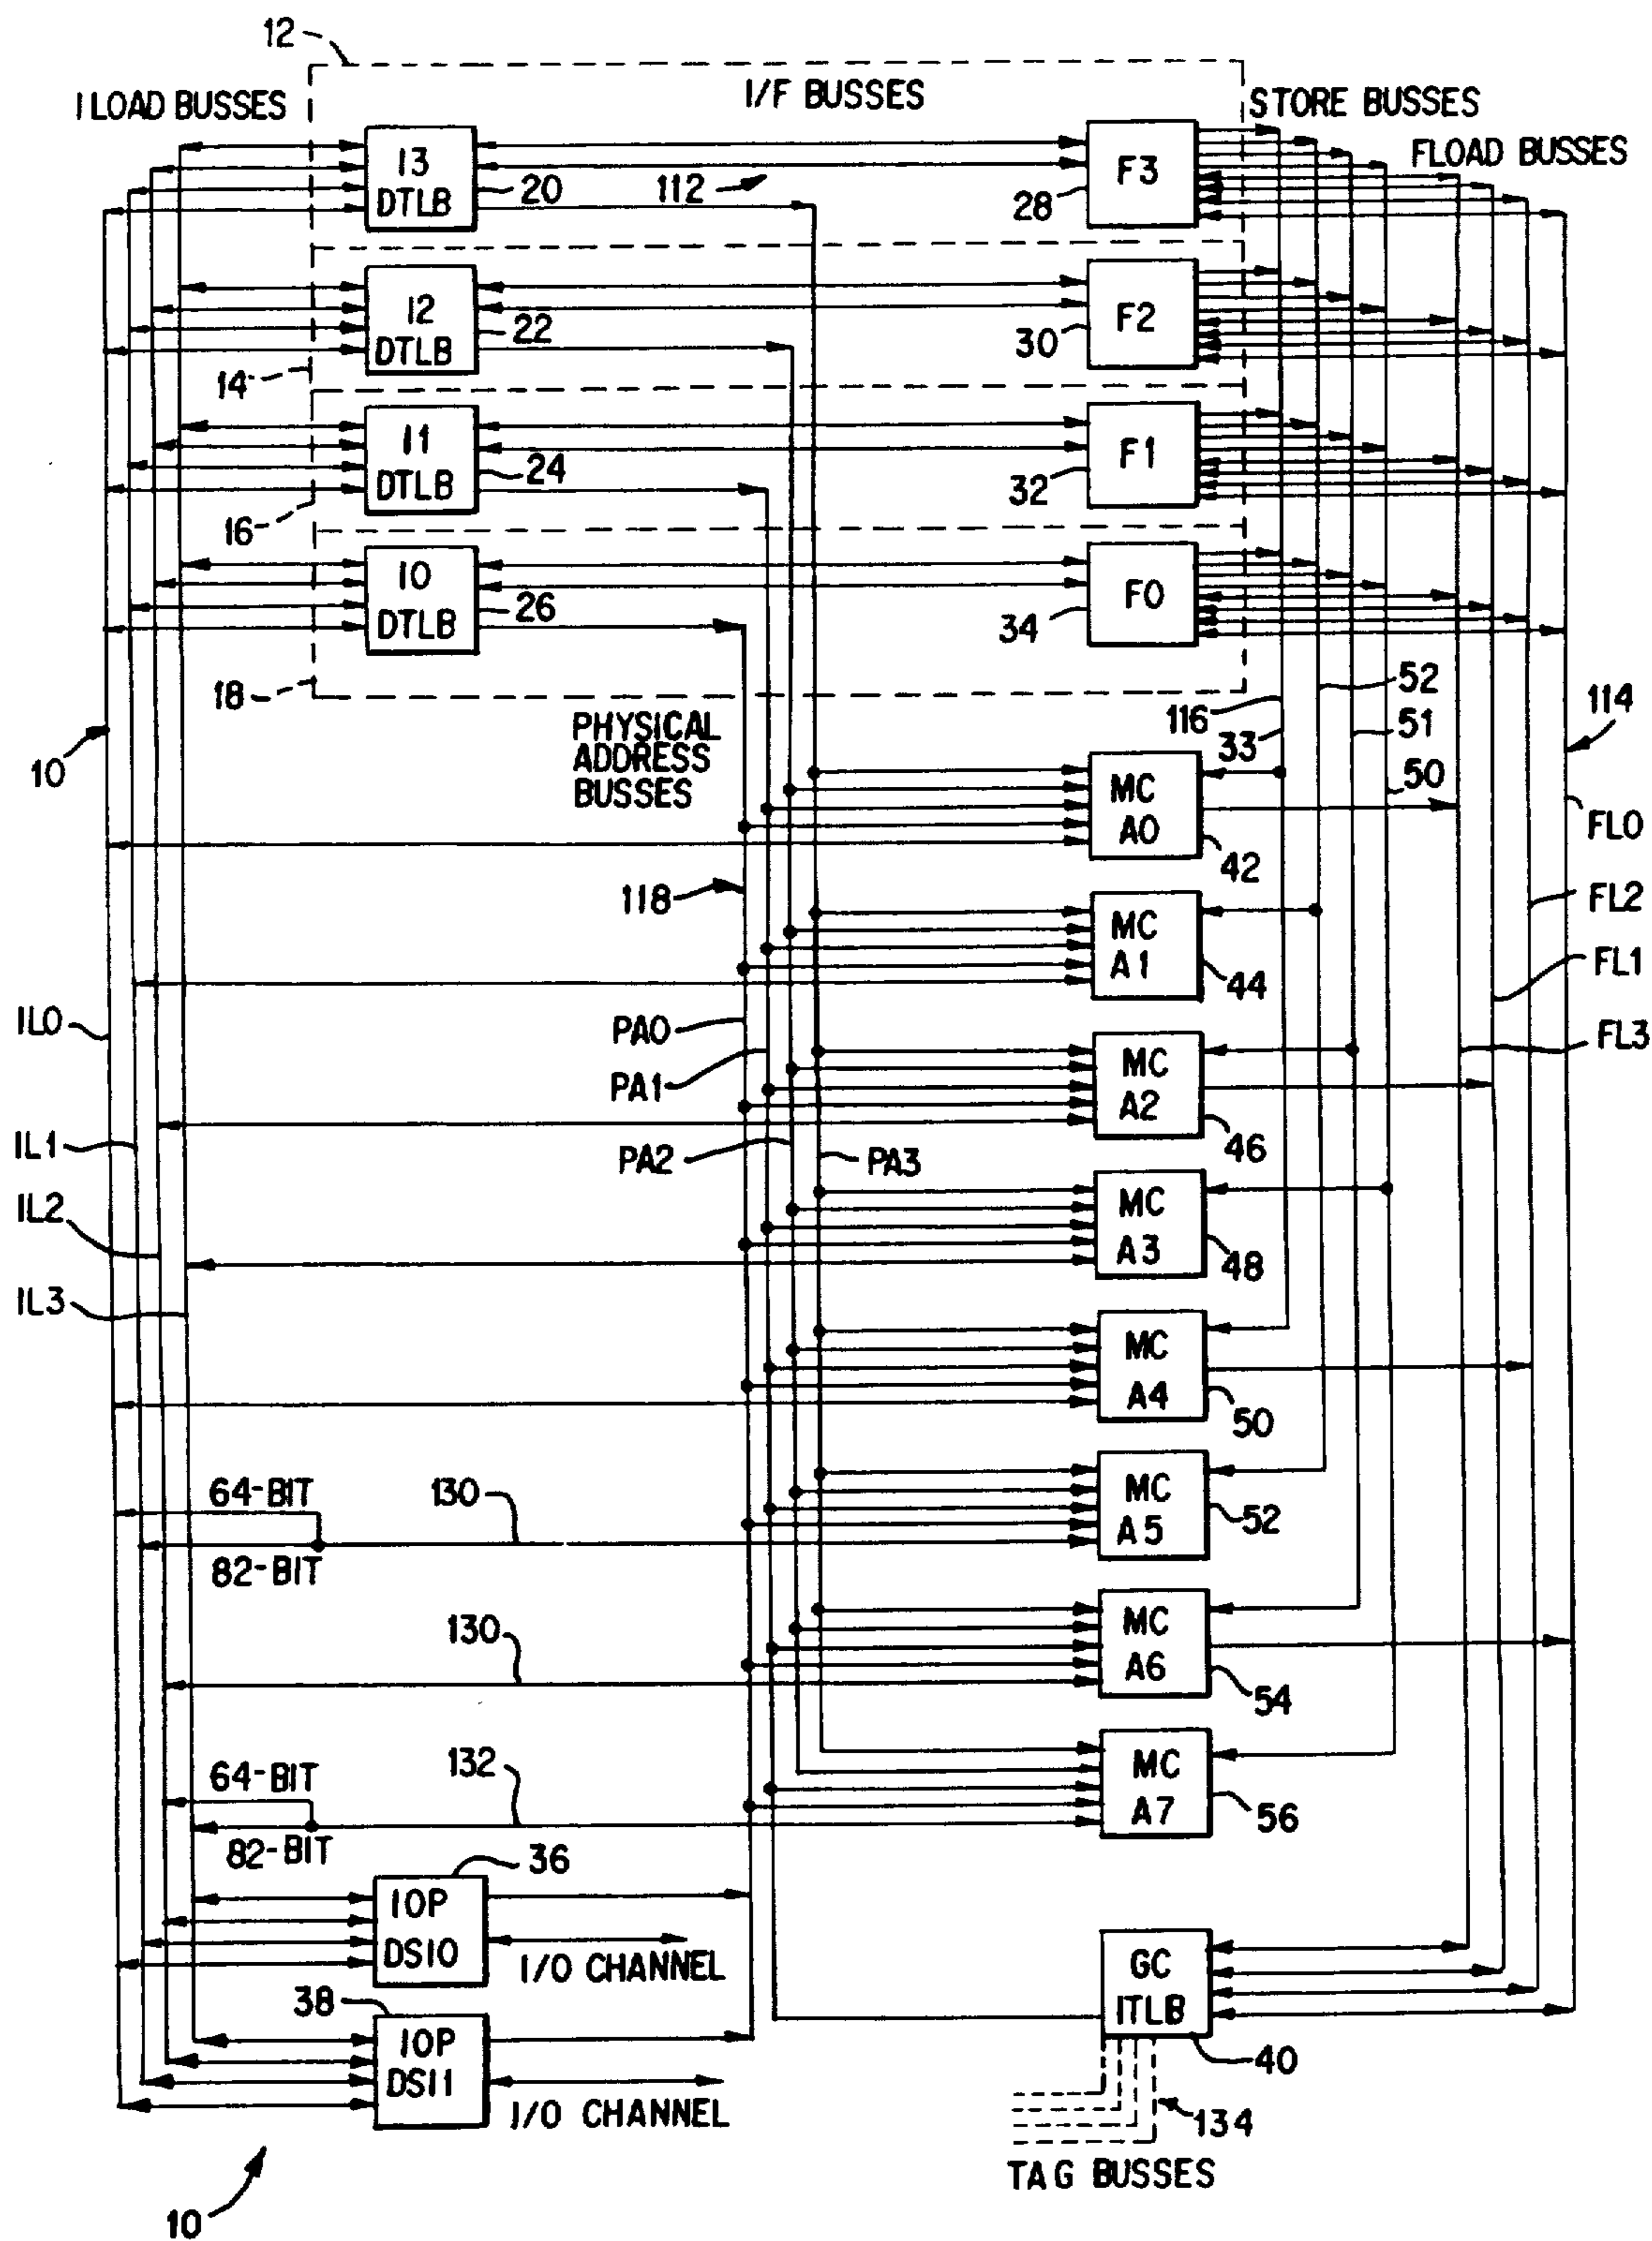 12
I LOAD BUSSES
I/F BUSSES
STORE BUSSES
FLOAD BUSSES
I3
DTLB
20
112
F3
28
I2
DTLB
22
14
F2
30
I1
DTLB
24
16
F1
32
I0
DTLB
26
18
F0
34
52
116
33
51
114
10
PHYSICAL
ADDRESS
BUSSES
50
MC
A0
42
FL0
118
FL2
MC
A1
44
FL1
IL0
PA0
FL3
MC
A2
46
PA1
IL1
PA2
PA3
MC
A3
48
IL2
IL3
MC
A4
50
64-BIT
130
82-BIT
MC
A5
52
130
MC
A6
54
64-BIT
132
82-BIT
MC
A7
56
36
IOP
DSI0
I/O CHANNEL
38
IOP
DSI1
I/O CHANNEL
GC
ITLB
40
134
TAG BUSSES
10